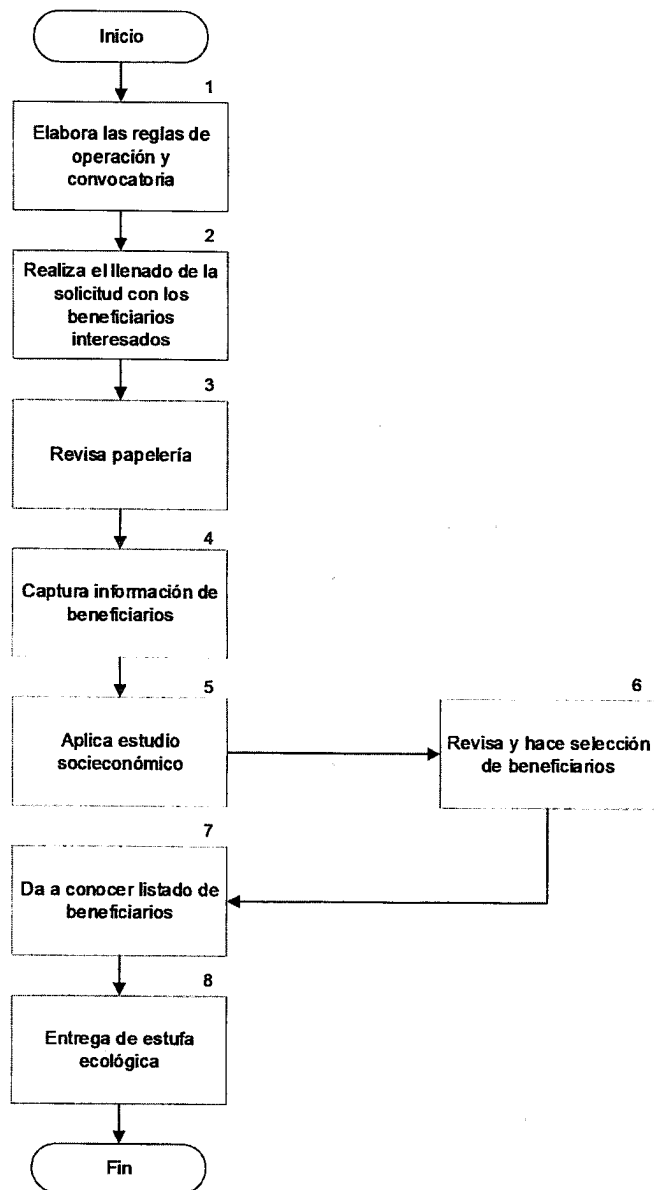 Inicio
1
Elabora las reglas de
operación y
convocatoria
2
Realiza el llenado de la
solicitud con los
beneficiarios
interesados
3
Revisa papelería
4
Captura información de
beneficiarios
5
Aplica estudio
socieconómico
6
Revisa y hace selección
de beneficiarios
7
Da a conocer listado de
beneficiarios
8
Entrega de estufa
ecológica
Fin